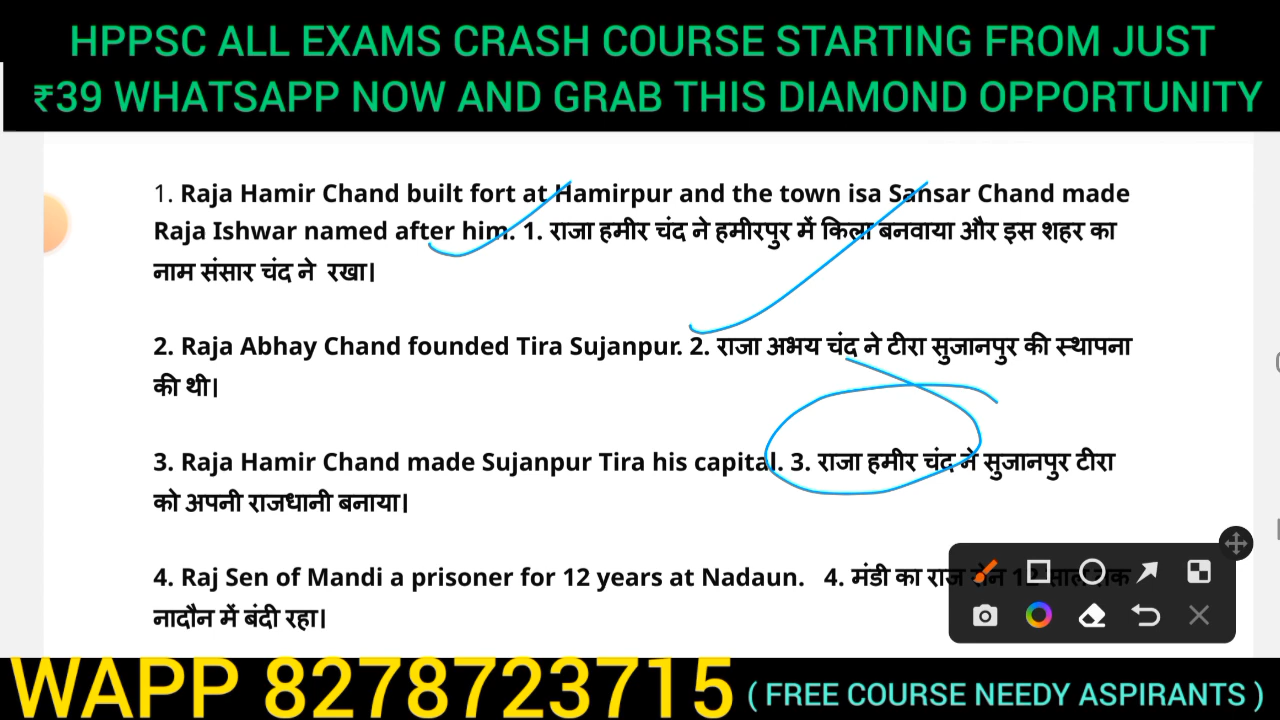 HPPSC ALL EXAMS CRASH COURSE STARTING FROM JUST
₹39 WHATSAPP NOW AND GRAB THIS DIAMOND OPPORTUNITY
1. Raja Hamir Chand built fort at Hamirpur and the town isa Sansar Chand made
Raja Ishwar named after him. 1. राजा हमीर चंद ने हमीरपुर में किला बनवाया और इस शहर का
नाम संसार चंद ने रखा।
2. Raja Abhay Chand founded Tira Sujanpur. 2. राजा अभय चंद ने टीरा सुजानपुर की स्थापना
की थी।
3. Raja Hamir Chand made Sujanpur Tira his capital. 3. राजा हमीर चंद ने सुजानपुर टीरा
को अपनी राजधानी बनाया।
4. Raj Sen of Mandi a prisoner for 12 years at Nadaun. 4. मंडी का राज सेन 12 साल तक
नादौन में बंदी रहा।
WAPP 8278723715 ( FREE COURSE NEEDY ASPIRANTS )